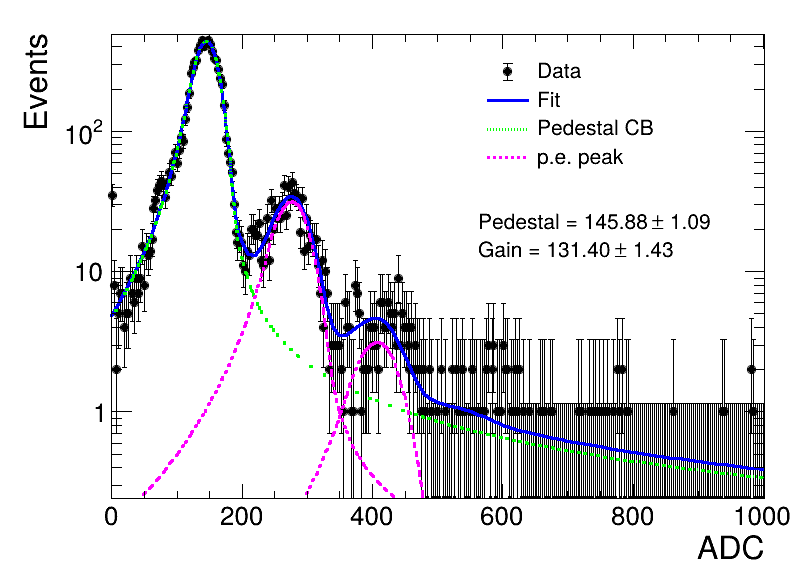 Events
10²
10
1
Data
Fit
Pedestal CB
p.e. peak
Pedestal = 145.88 ± 1.09
Gain = 131.40 ± 1.43
0 200 400 600 800 1000
ADC